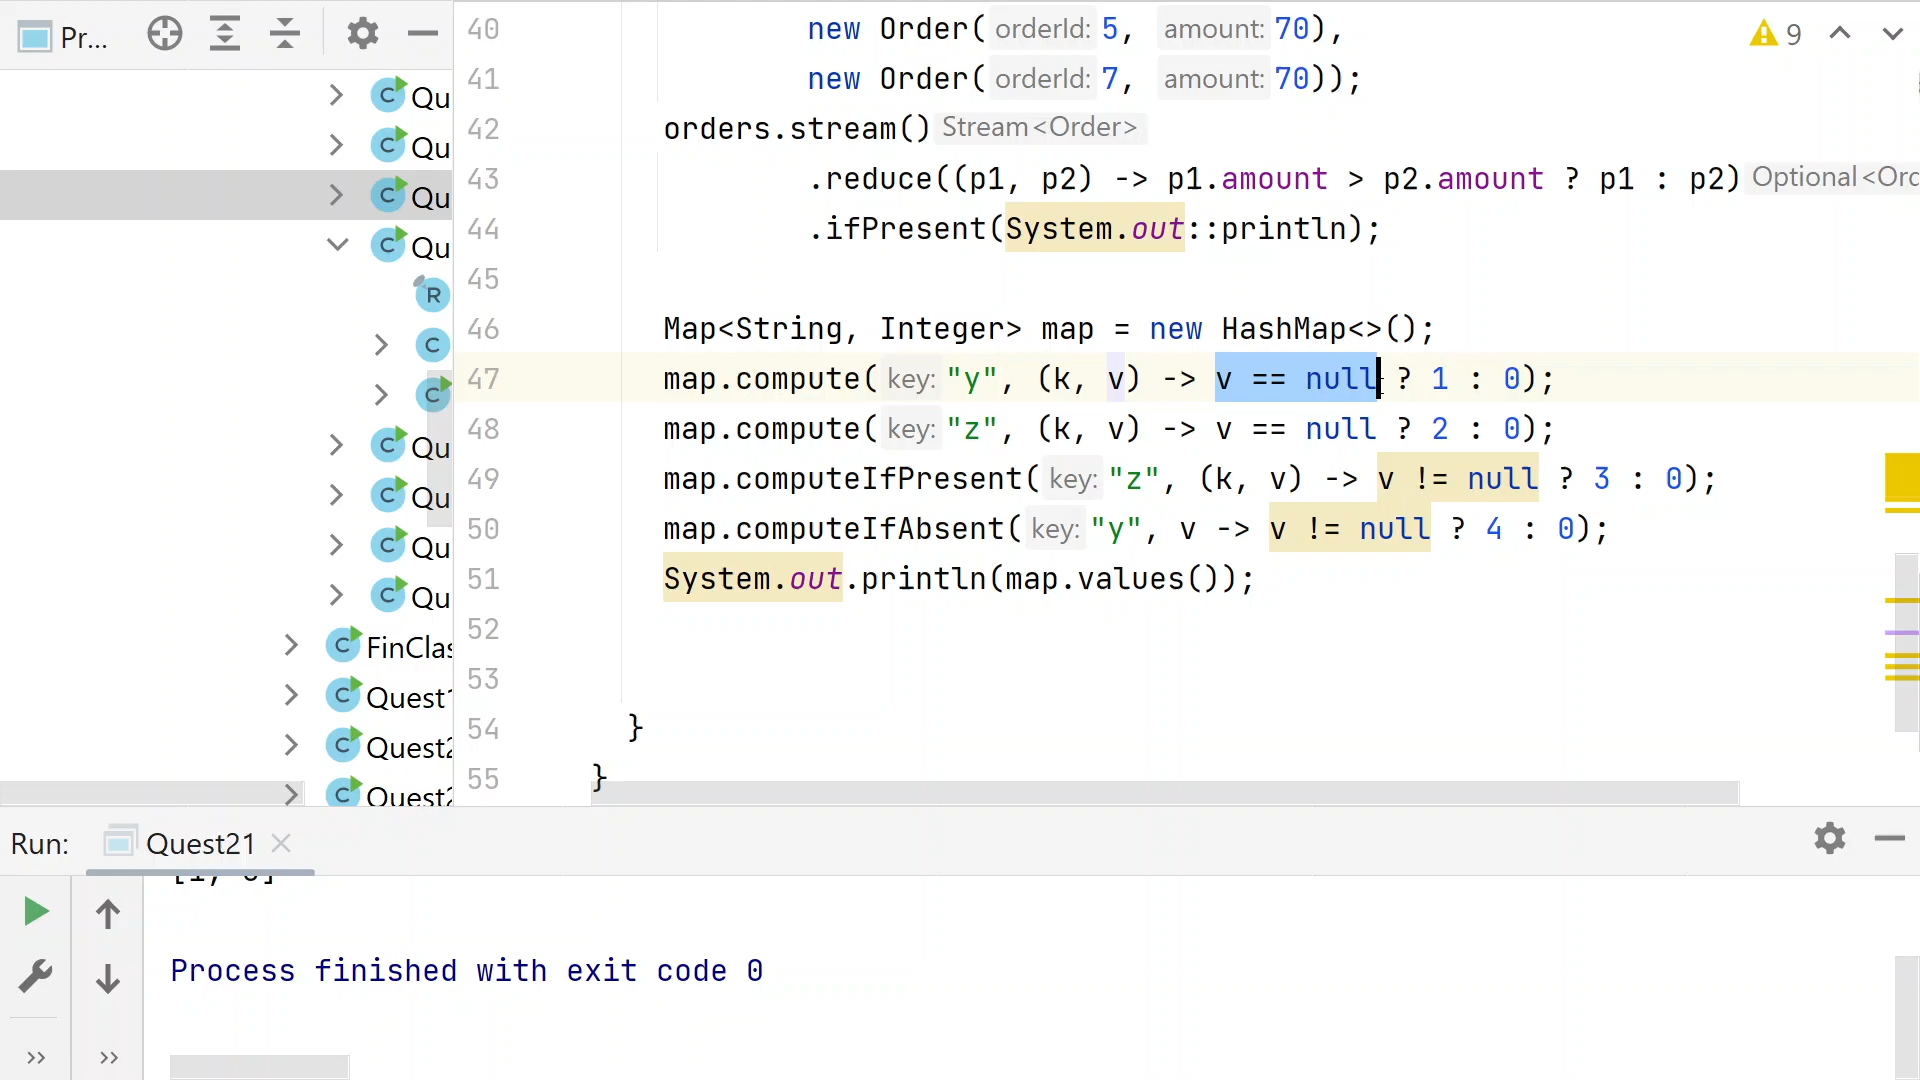 Pr...
9
Qu
Qu
Qu
Qu
R
C
C
Qu
Qu
Qu
Qu
FinClas
Quest
Quest2
Quest2
40 new Order( orderId: 5, amount: 70),
41 new Order( orderId: 7, amount: 70));
42 orders.stream() Stream<Order>
43 .reduce((p1, p2) -> p1.amount > p2.amount ? p1 : p2) Optional<Orc
44 .ifPresent(System.out::println);
45
46 Map<String, Integer> map = new HashMap<>();
47 map.compute( key: "y", (k, v) -> v == null ? 1 : 0);
48 map.compute( key: "z", (k, v) -> v == null ? 2 : 0);
49 map.computeIfPresent( key: "z", (k, v) -> v != null ? 3 : 0);
50 map.computeIfAbsent( key: "y", v -> v != null ? 4 : 0);
51 System.out.println(map.values());
52
53
54 }
55 }
Run: Quest21
Process finished with exit code 0